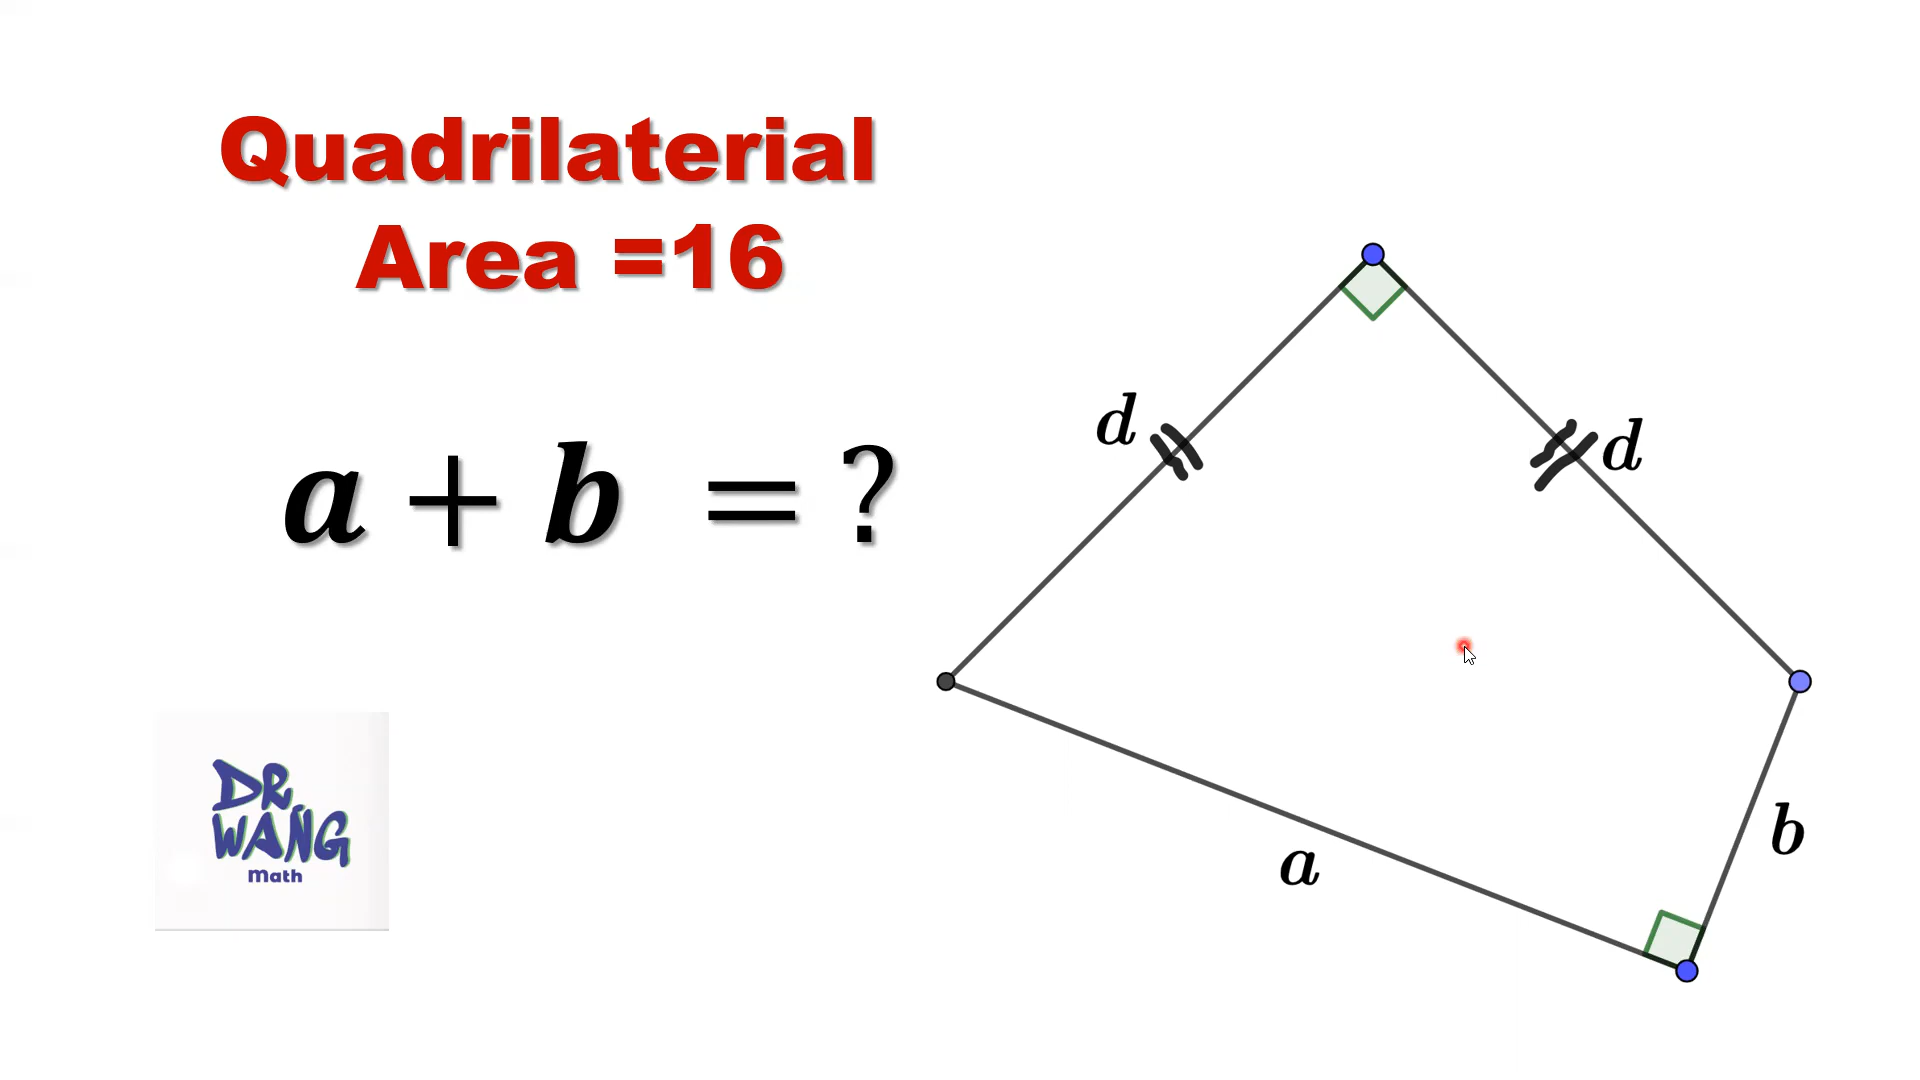 Quadrilaterial
Area =16
a + b = ?
d
d
b
a
DR.
WANG
Math